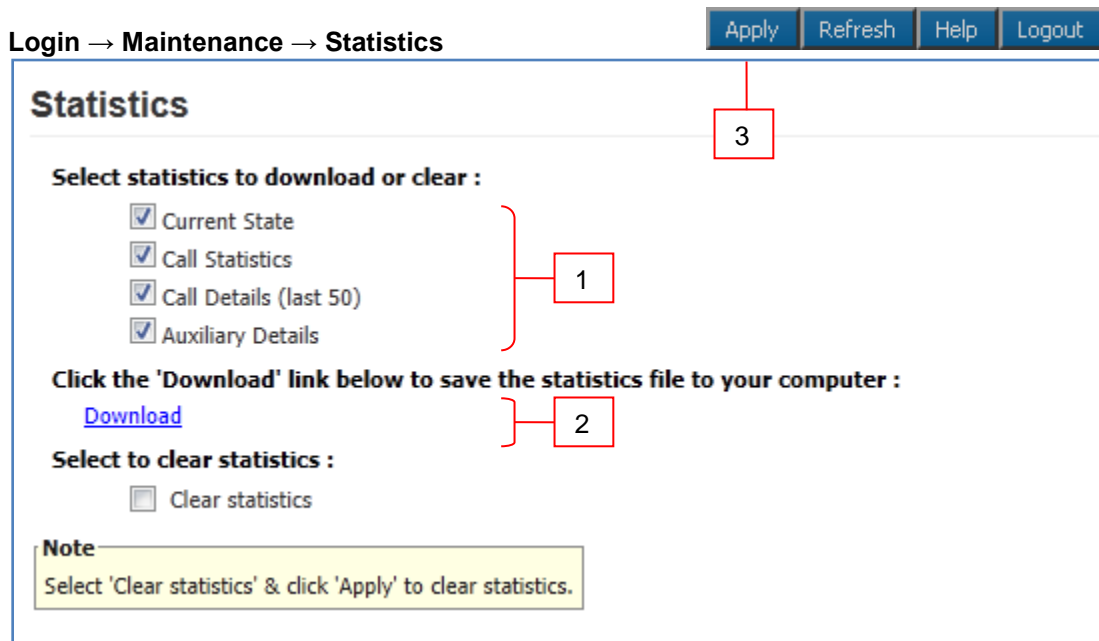 Login → Maintenance → Statistics
Apply Refresh Help Logout
Statistics
3
Select statistics to download or clear :
Current State
Call Statistics
Call Details (last 50)
Auxiliary Details
1
Click the 'Download' link below to save the statistics file to your computer :
Download
2
Select to clear statistics :
Clear statistics
Note
Select 'Clear statistics' & click 'Apply' to clear statistics.